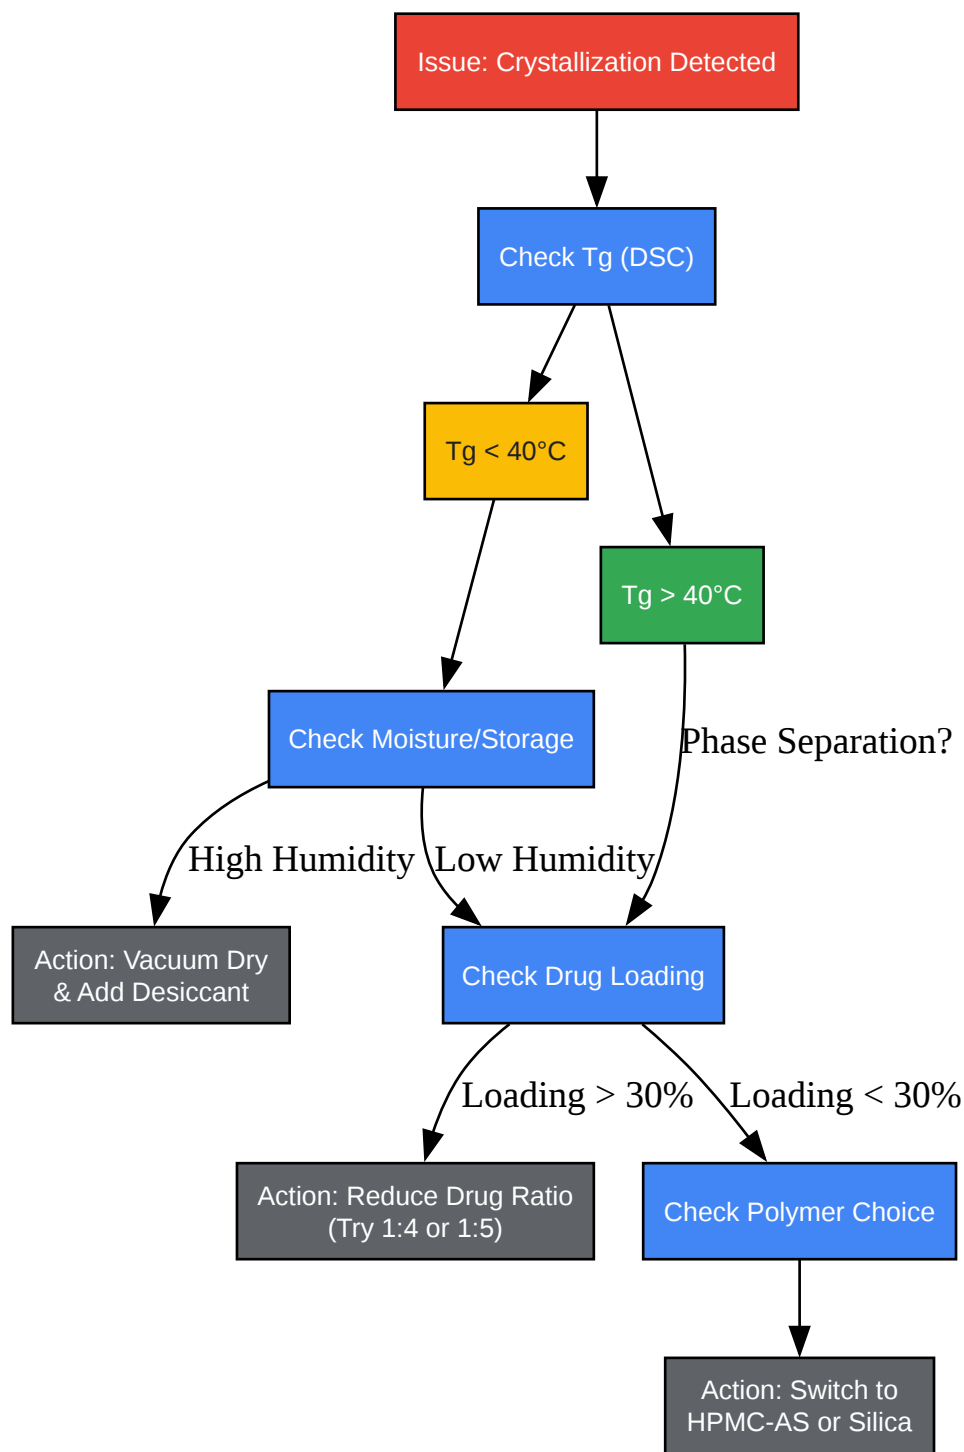 Issue: Crystallization Detected
Check Tg (DSC)
Tg < 40°C
Tg > 40°C
Check Moisture/Storage
Phase Separation?
High Humidity
Low Humidity
Action: Vacuum Dry
& Add Desiccant
Check Drug Loading
Loading > 30%
Loading < 30%
Action: Reduce Drug Ratio
(Try 1:4 or 1:5)
Check Polymer Choice
Action: Switch to
HPMC-AS or Silica